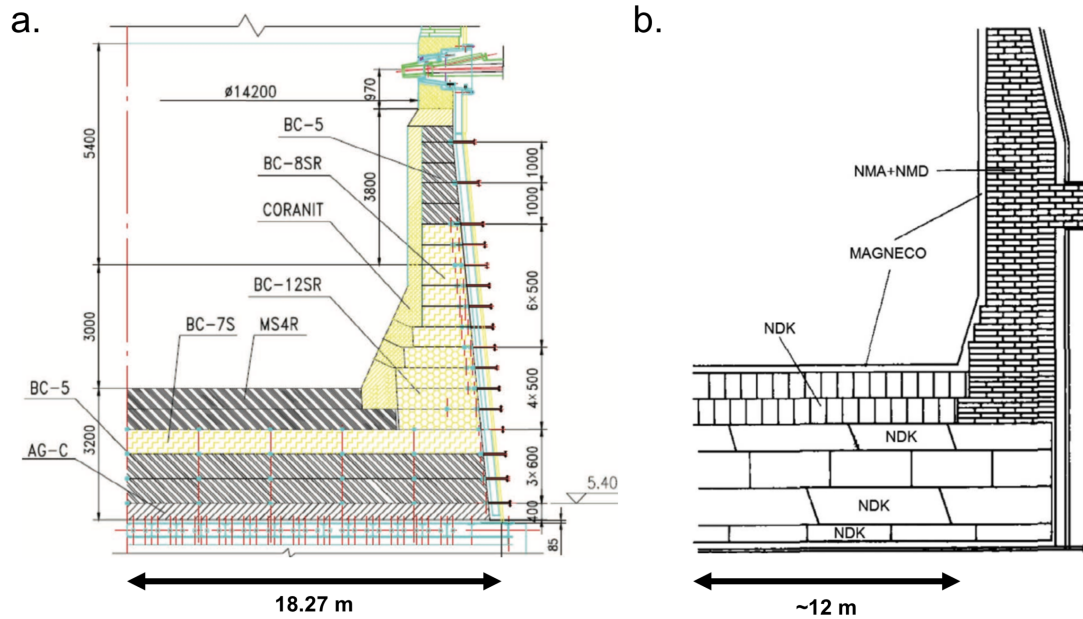 a.
ø14200
970
BC-5
5400
1000
BC-8SR
3800
1000
CORANIT
BC-12SR
6×500
BC-7S
MS4R
3000
4×500
BC-5
3200
AG-C
3×600
5.40
400
85
18.27 m
b.
NMA+NMD
MAGNECO
NDK
NDK
NDK
NDK
~12 m